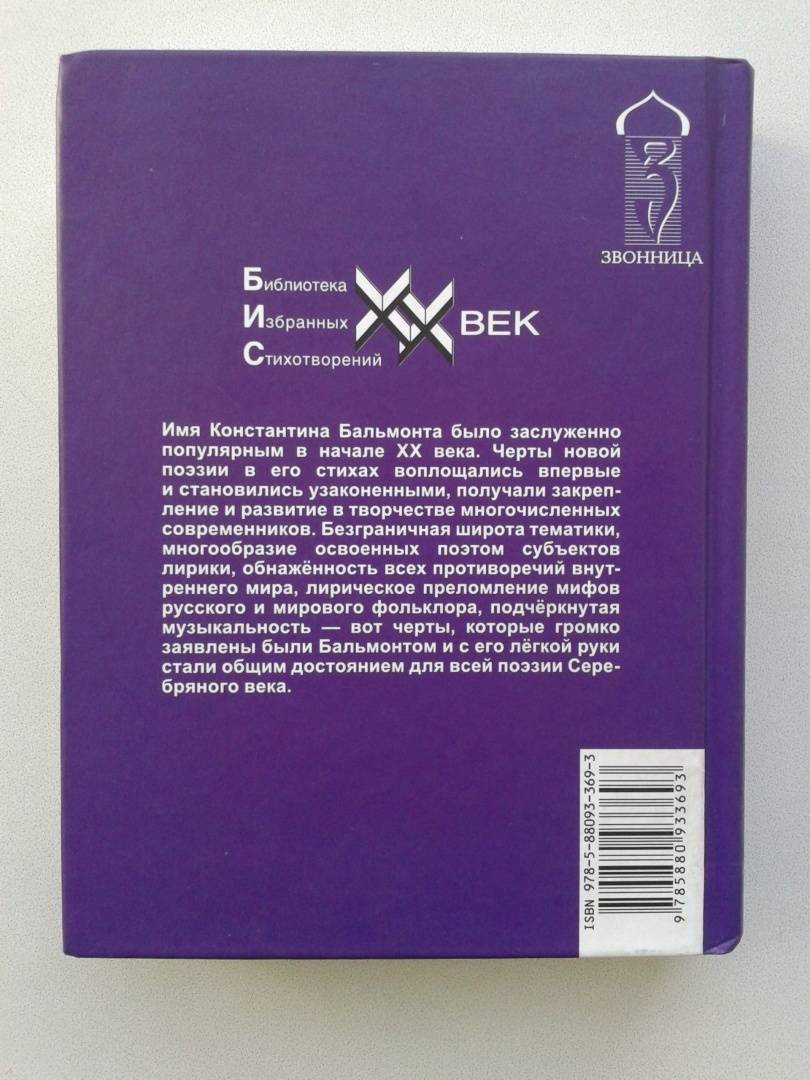 ЗВОННИЦА
Библиотека
Избранных
Стихотворений
XX ВЕК
Имя Константина Бальмонта было заслуженно
популярным в начале XX века. Черты новой
поэзии в его стихах воплощались впервые
и становились узаконенными, получали закреп-
ление и развитие в творчестве многочисленных
современников. Безграничная широта тематики,
многообразие освоенных поэтом субъектов
лирики, обнажённость всех противоречий внут-
реннего мира, лирическое преломление мифов
русского и мирового фольклора, подчёркнутая
музыкальность — вот черты, которые громко
заявлены были Бальмонтом и с его лёгкой руки
стали общим достоянием для всей поэзии Сере-
бряного века.
ISBN 978-5-88093-369-3
9 785880 933693